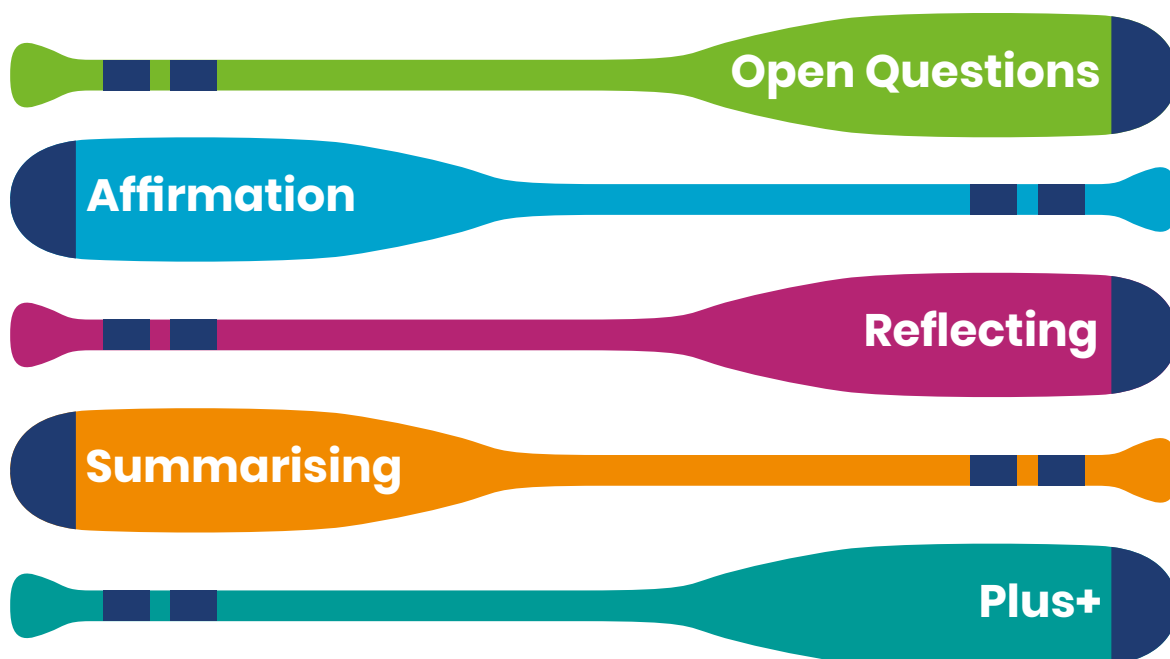 Open Questions
Affirmation
Reflecting
Summarising
Plus+